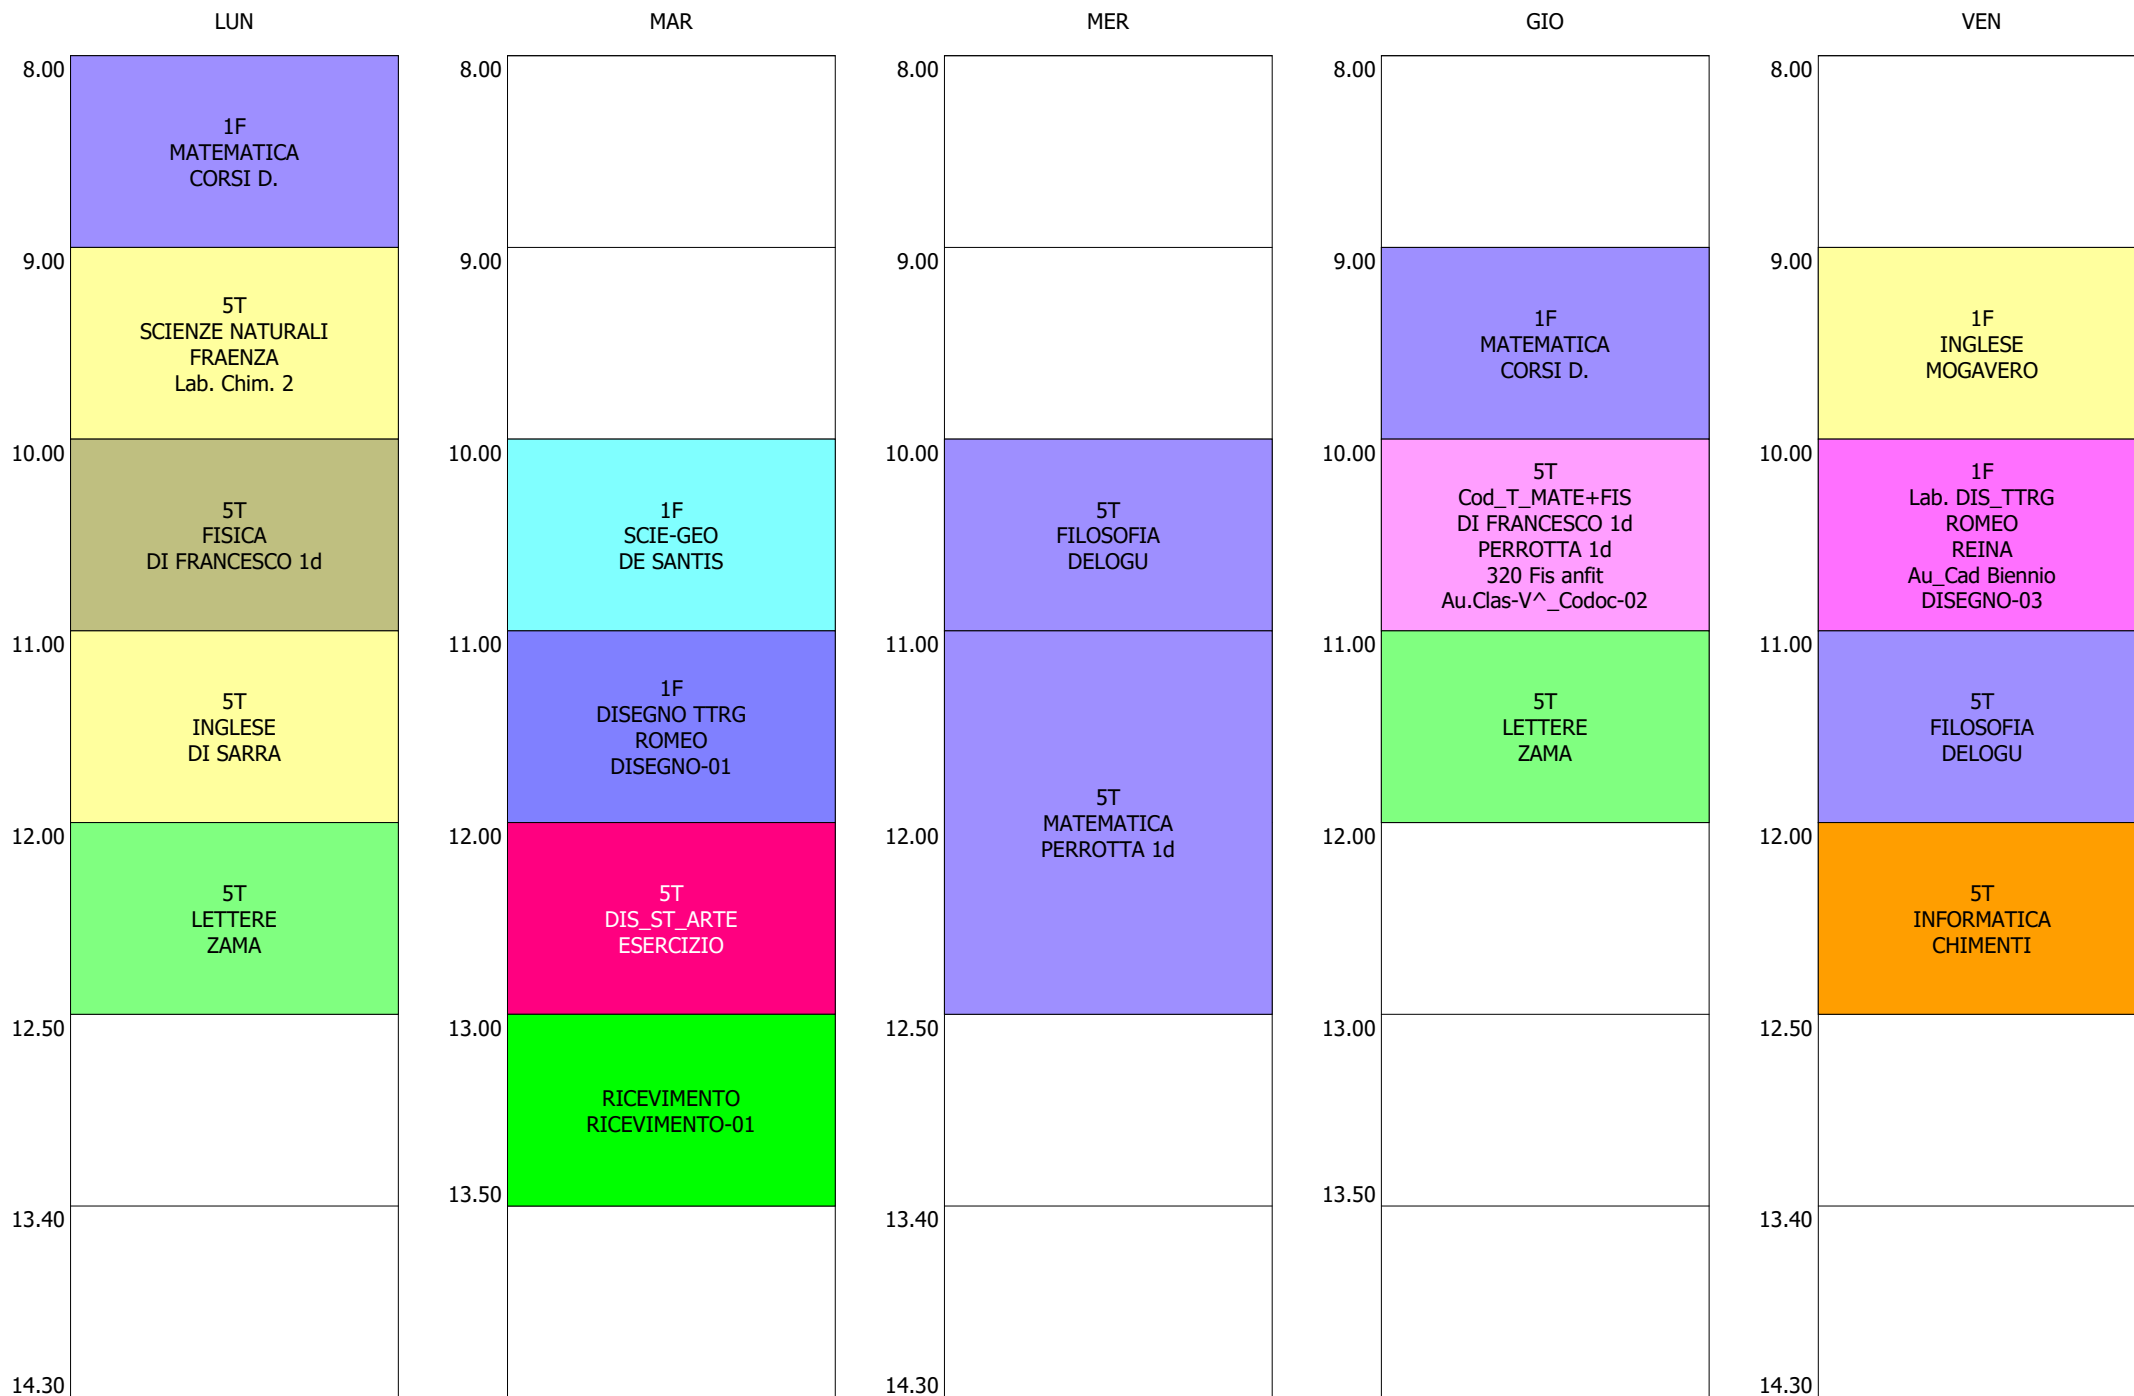 LUN
8.00
1F
MATEMATICA
CORSI D.
9.00
5T
SCIENZE NATURALI
FRAENZA
Lab. Chim. 2
10.00
5T
FISICA
DI FRANCESCO 1d
11.00
5T
INGLESE
DI SARRA
12.00
5T
LETTERE
ZAMA
12.50
13.40
14.30
MAR
8.00
9.00
10.00
1F
SCIE-GEO
DE SANTIS
11.00
1F
DISEGNO TTRG
ROMEO
DISEGNO-01
12.00
5T
DIS_ST_ARTE
ESERCIZIO
13.00
RICEVIMENTO
RICEVIMENTO-01
13.50
MER
8.00
9.00
10.00
5T
FILOSOFIA
DELOGU
11.00
5T
MATEMATICA
PERROTTA 1d
12.00
12.50
13.40
14.30
GIO
8.00
9.00
1F
MATEMATICA
CORSI D.
10.00
5T
Cod_T_MATE+FIS
DI FRANCESCO 1d
PERROTTA 1d
320 Fis anfit
Au.Clas-V^_Codoc-02
11.00
5T
LETTERE
ZAMA
12.00
13.00
13.50
VEN
8.00
9.00
1F
INGLESE
MOGAVERO
10.00
1F
Lab. DIS_TTRG
ROMEO
REINA
Au_Cad Biennio
DISEGNO-03
11.00
5T
FILOSOFIA
DELOGU
12.00
5T
INFORMATICA
CHIMENTI
12.50
13.40
14.30